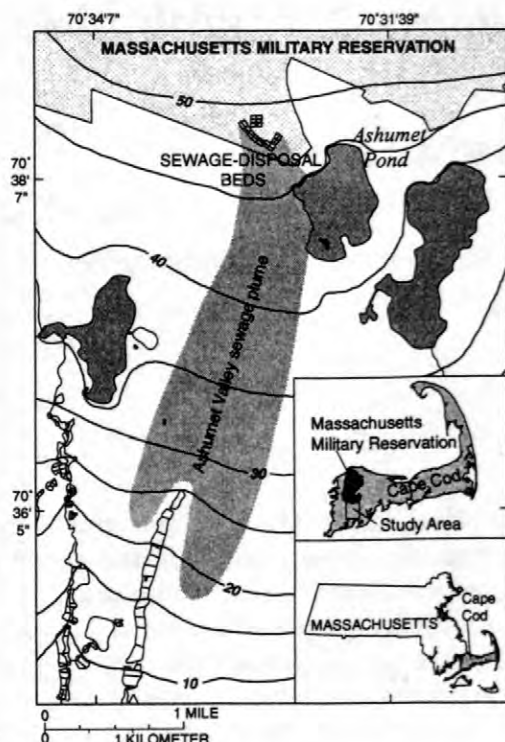 70°34'7" 70°31'39"
MASSACHUSETTS MILITARY RESERVATION
50
Ashumet
Pond
SEWAGE-DISPOSAL
BEDS
70°
38'
7"
40
Ashumet Valley sewage plume
Massachusetts
Military Reservation
Cape Cod
Study Area
30
70°
36'
5"
20
Cape
Cod
MASSACHUSETTS
10
0 1 MILE
0 1 KILOMETER